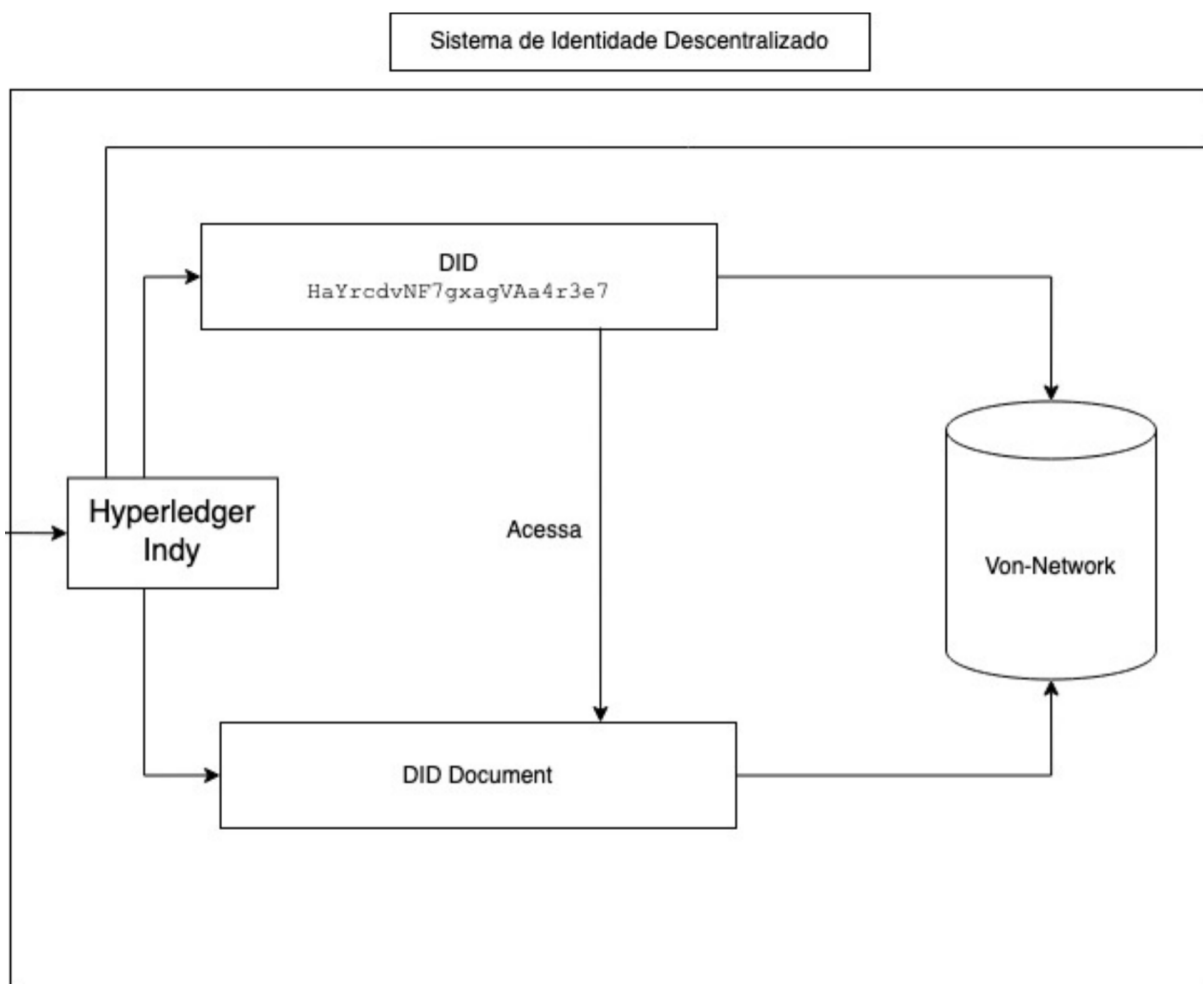 Sistema de Identidade Descentralizado
DID
HaYrcdvNF7gxagVAa4r3e7
Hyperledger
Indy
Acessa
Von-Network
DID Document